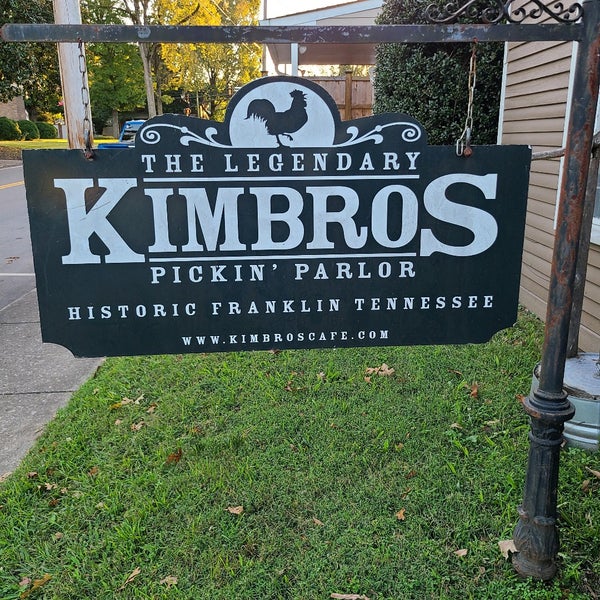 THE LEGENDARY
KIMBROS
PICKIN' PARLOR
HISTORIC FRANKLIN TENNESSEE
WWW.KIMBROSCAFE.COM